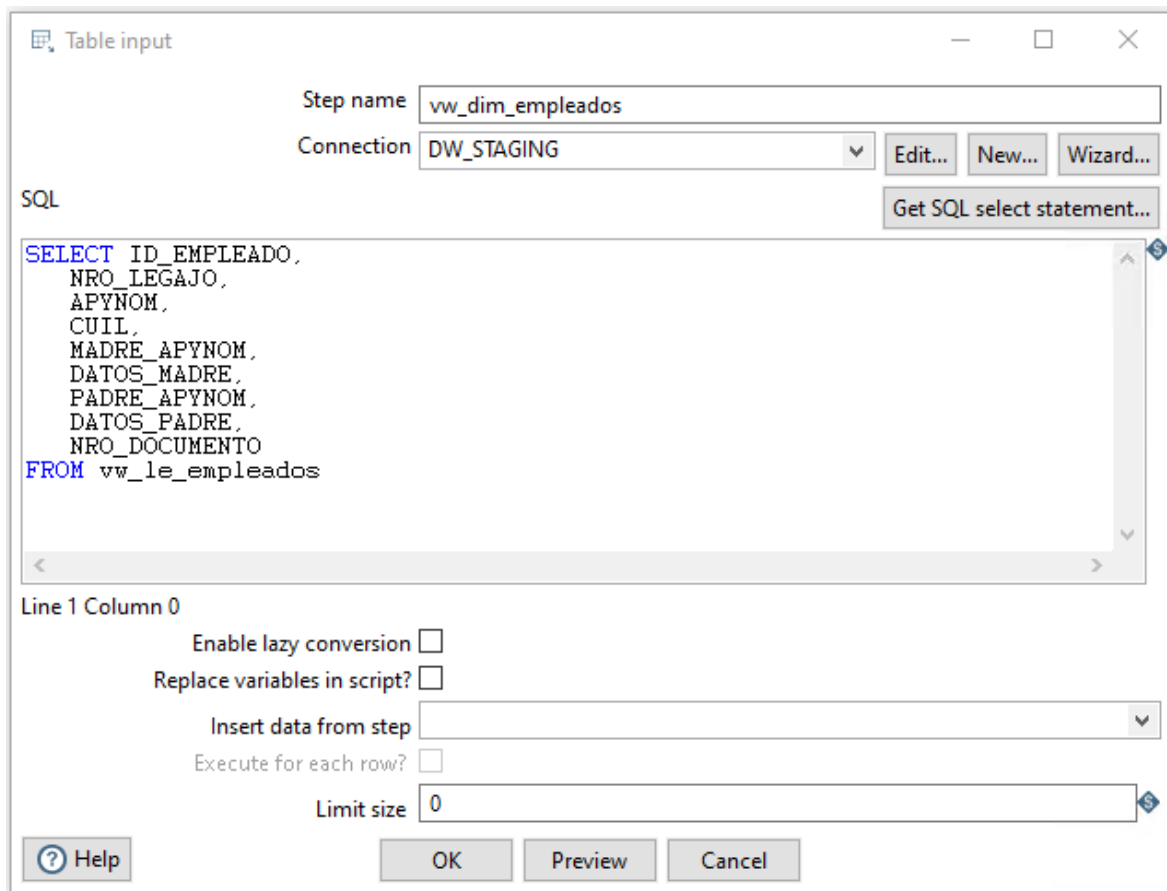 Table input
Step name vw_dim_empleados
Connection DW_STAGING Edit... New... Wizard...
SQL
Get SQL select statement...
SELECT ID_EMPLEADO,
NRO_LEGAJO,
APYNOM,
CUIL,
MADRE_APYNOM,
DATOS_MADRE,
PADRE_APYNOM,
DATOS_PADRE,
NRO_DOCUMENTO
FROM vw_le_empleados
Line 1 Column 0
Enable lazy conversion
Replace variables in script?
Insert data from step
Execute for each row?
Limit size 0
Help OK Preview Cancel